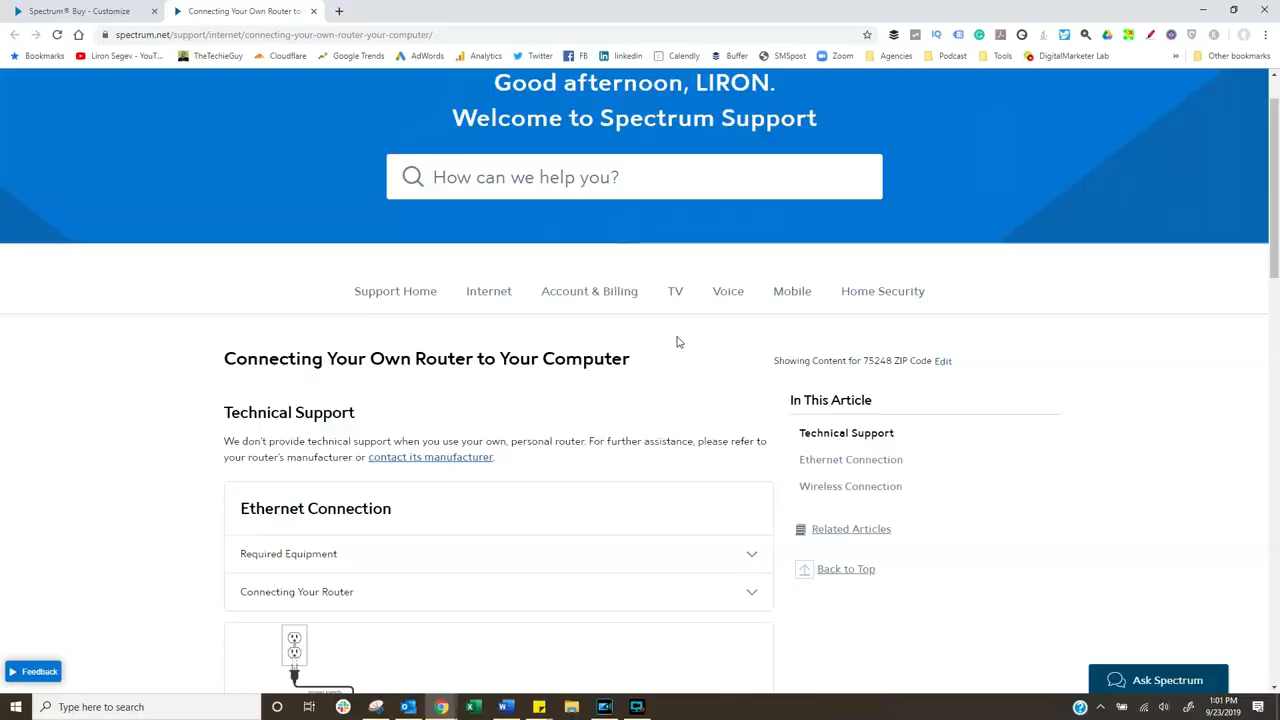 Spectrum® Buy - Customize
Connecting Your Own Router to
spectrum.net/support/internet/connecting-your-own-router-your-computer/
Bookmarks
Liron Segev - YouT...
TheTechieGuy
Cloudflare
Google Trends
AdWords
Analytics
Twitter
FB
linkedin
Calendly
Buffer
SMSpost
Zoom
Agencies
Podcast
Tools
DigitalMarketer Lab
»
Other bookmarks
Good afternoon, LIRON.
Welcome to Spectrum Support
How can we help you?
Support Home
Internet
Account & Billing
TV
Voice
Mobile
Home Security
Connecting Your Own Router to Your Computer
Showing Content for 75248 ZIP Code Edit
Technical Support
We don't provide technical support when you use your own, personal router. For further assistance, please refer to
your router's manufacturer or contact its manufacturer.
Ethernet Connection
Required Equipment
Connecting Your Router
power supply
In This Article
Technical Support
Ethernet Connection
Wireless Connection
Related Articles
Back to Top
Feedback
Ask Spectrum
Type here to search
1:01 PM
9/23/2019